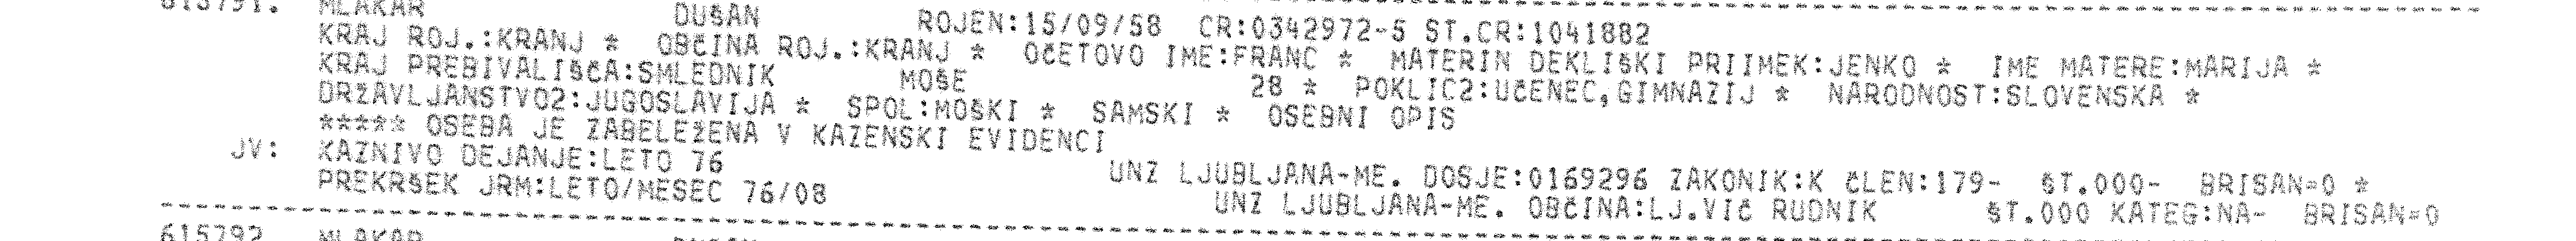 615791. MLAKAR DUŠAN ROJEN:15/09/58 CR:0342972-5 ST.CR:1041882
KRAJ ROJ.:KRANJ * OBČINA ROJ.:KRANJ * OČETOVO IME:FRANC * MATERIN DEKLIŠKI PRIIMEK:JENKO * IME MATERE:MARIJA *
KRAJ PREBIVALIŠČA:SMLEDNIK MOŠE 28 * POKLIC2:UČENEC,GIMNAZIJ * NARODNOST:SLOVENSKA *
DRŽAVLJANSTVO2:JUGOSLAVIJA * SPOL:MOŠKI * SAMSKI * OSEBNI OPIS
***** OSEBA JE ZABELEŽENA V KAZENSKI EVIDENCI
JV: KAZNIVO DEJANJE:LETO 76 UNZ LJUBLJANA-ME. DOSJE:0169296 ZAKONIK:K ČLEN:179- ŠT.000- BRISAN=0 *
PREKRŠEK JRM:LETO/MESEC 76/08 UNZ LJUBLJANA-ME. OBČINA:LJ.VIČ RUDNIK ŠT.000 KATEG:NA- BRISAN=0
615792 MLAKAR